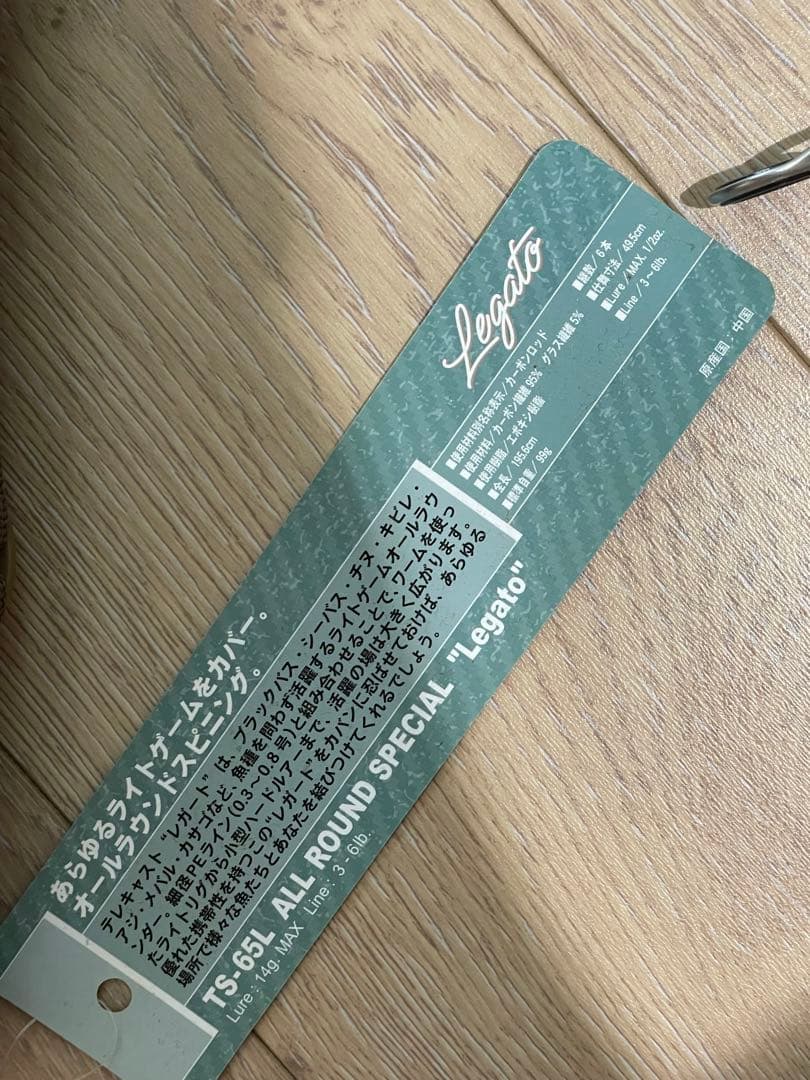 あらゆるライトゲームをカバー。
オールラウンドスピニング。
テレキャスト“レガート”は、ブラックバス・シーバス・チヌ・キビレ・
アジ・メバル・カサゴなど、魚種を問わず活躍するライトゲームオールラウ
ンダー。細径PEライン(0.3〜0.8号)と組み合わせることで、ワームを使っ
たライトリグから小型ハードルアーまで、活躍の場は大きく広がります。
優れた携帯性を持つこの“レガート”をカバンに忍ばせておけば、あらゆる
場所で様々な魚たちとあなたを結びつけてくれるでしょう。
TS-65L ALL ROUND SPECIAL "Legato"
Lure : 14g. MAX Line : 3 - 6lb.
Legato
■使用材料別名称表示/カーボンロッド
■使用材料/カーボン繊維 95% グラス繊維 5%
■使用樹脂/エポキシ樹脂
■全長/195.6cm
■標準自重/99g
■継数/6本
■仕舞寸法/49.5cm
■Lure/MAX. 1/2oz.
■Line/3〜6lb.
原産国:中国